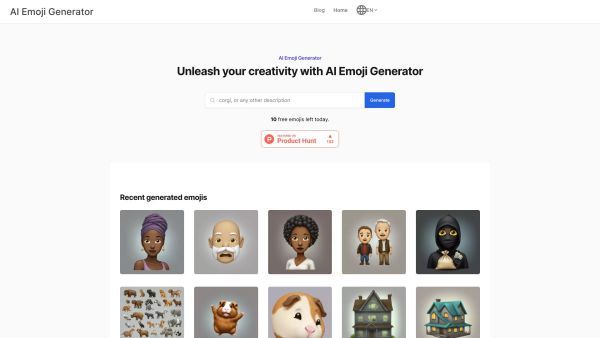 AI Emoji Generator
Blog Home EN
AI Emoji Generator
Unleash your creativity with AI Emoji Generator
corgi, or any other description
Generate
10 free emojis left today.
FEATURED ON
Product Hunt
Recent generated emojis